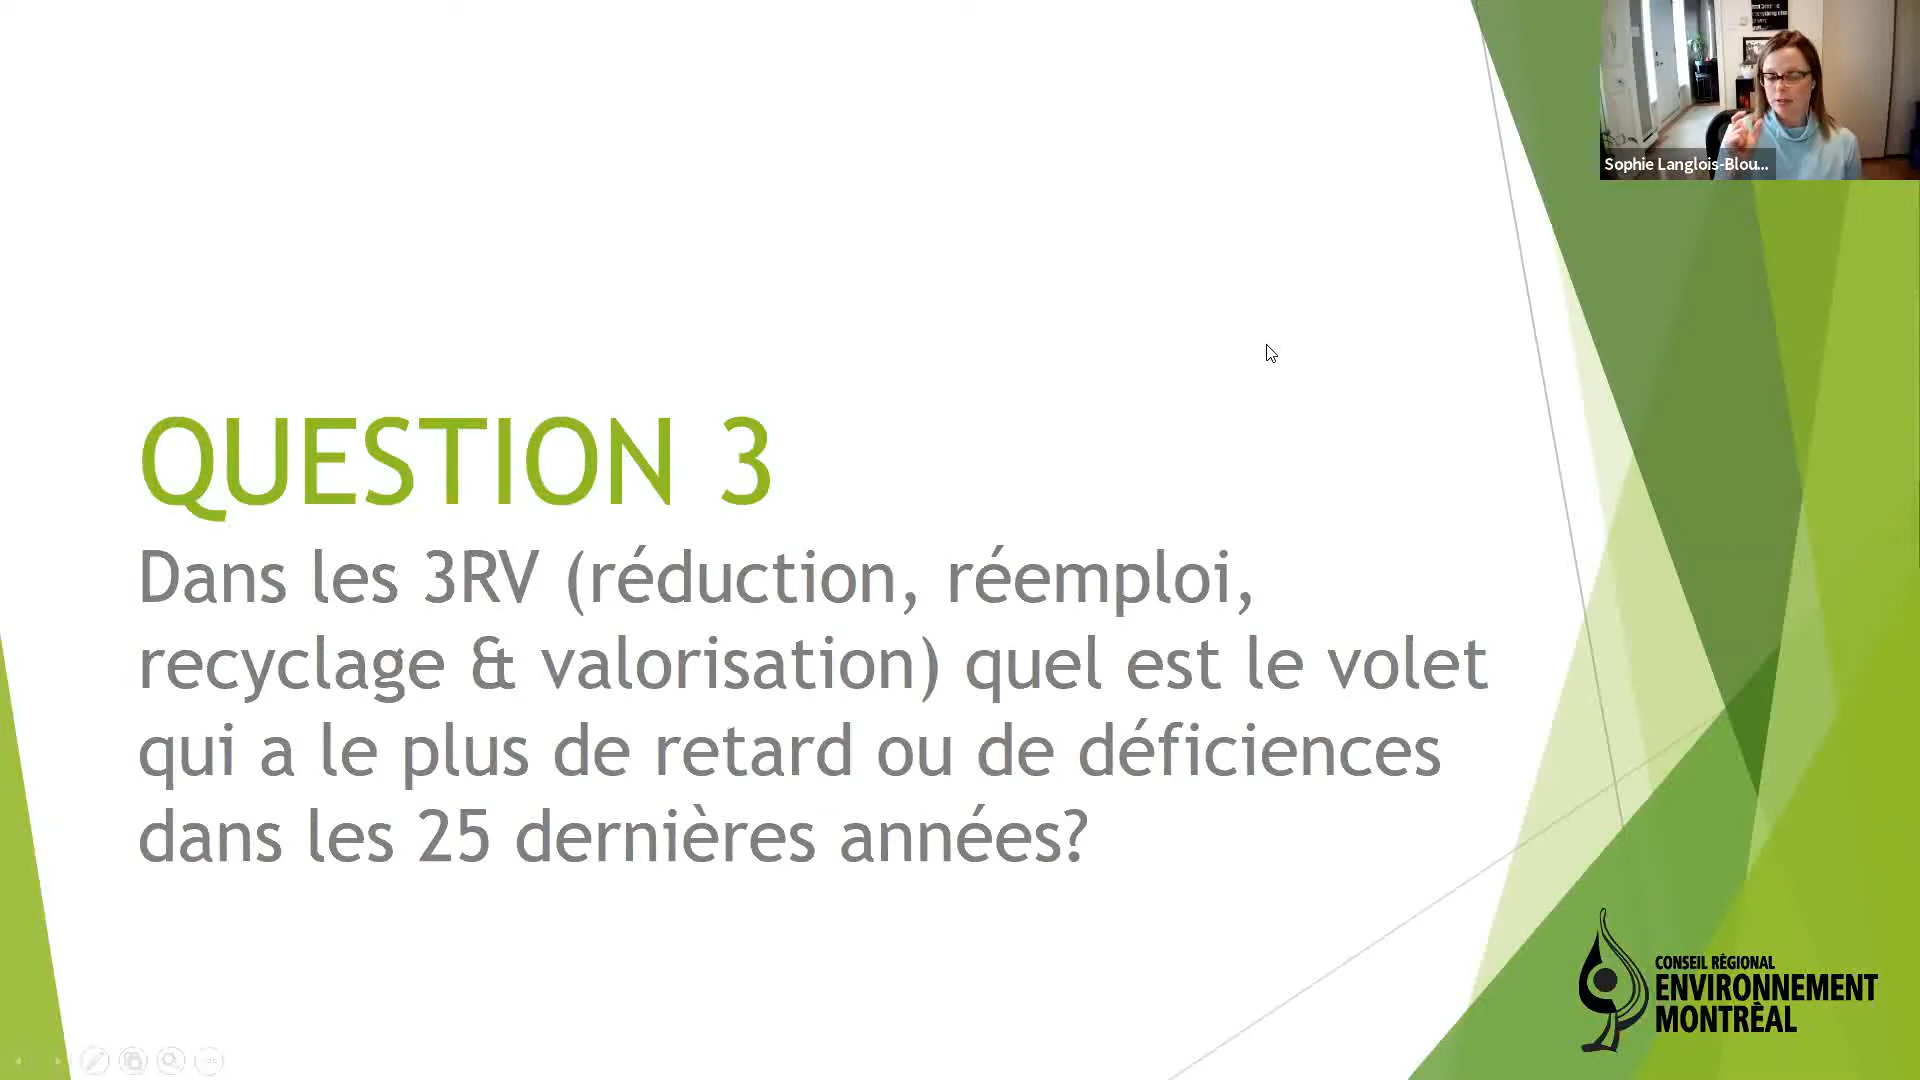 Sophie Langlois-Blou...
QUESTION 3
Dans les 3RV (réduction, réemploi,
recyclage & valorisation) quel est le volet
qui a le plus de retard ou de déficiences
dans les 25 dernières années?
CONSEIL RÉGIONAL
ENVIRONNEMENT
MONTRÉAL